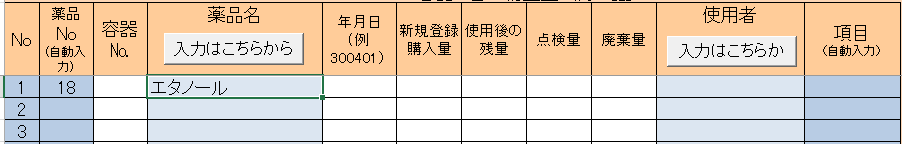 No
薬品
No
(自動入
力)
容器
No.
薬品名
入力はこちらから
年月日
(例
300401)
新規登録
購入量
使用後の
残量
点検量
廃棄量
使用者
入力はこちらか
項目
(自動入力)
1 18 エタノール
2
3